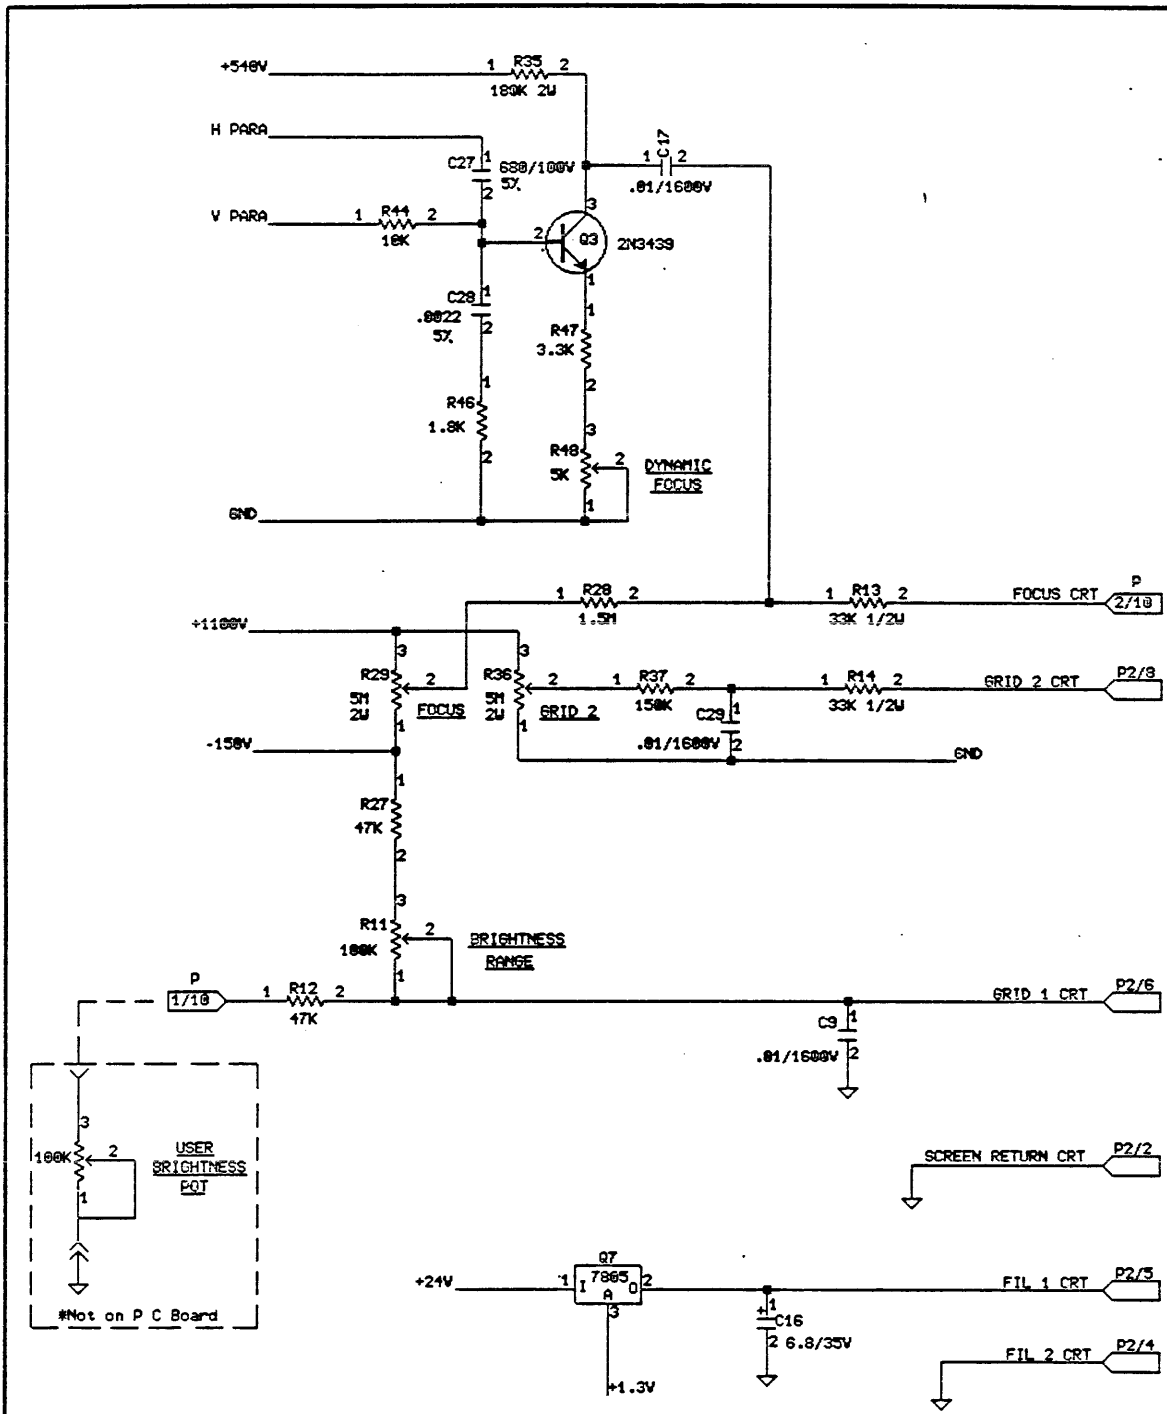 +540V 1 R35 2
180K 2W
H PARA
C27 1 680/100V
5%
2
1 C17 2
.01/1600V
V PARA 1 R44 2
10K
3
2 Q3 2N3439
1
C28 1
.0022
5% 2
1
R47
3.3K
2
1
R46
1.8K
2
3
R48 2
5K
1
DYNAMIC
FOCUS
GND
1 R28 2
1.5M
1 R13 2
33K 1/2W
FOCUS CRT P
2/10
+1100V
3
R29 2
5M
2W
1
FOCUS
3
R36 2
5M
2W
1
GRID 2
1 R37 2
150K
1 R14 2
33K 1/2W
GRID 2 CRT P2/8
C29 1
.01/1600V 2
-150V
GND
1
R27
47K
2
3
R11 2
100K
1
BRIGHTNESS
RANGE
P
1/10
1 R12 2
47K
GRID 1 CRT P2/6
C9 1
.01/1600V 2
3
100K 2
1
USER
BRIGHTNESS
POT
*Not on P C Board
SCREEN RETURN CRT P2/2
Q7
+24V 1 I 7805 O 2
A
3
+1.3V
FIL 1 CRT P2/5
+ 1
C16
2 6.8/35V
FIL 2 CRT P2/4